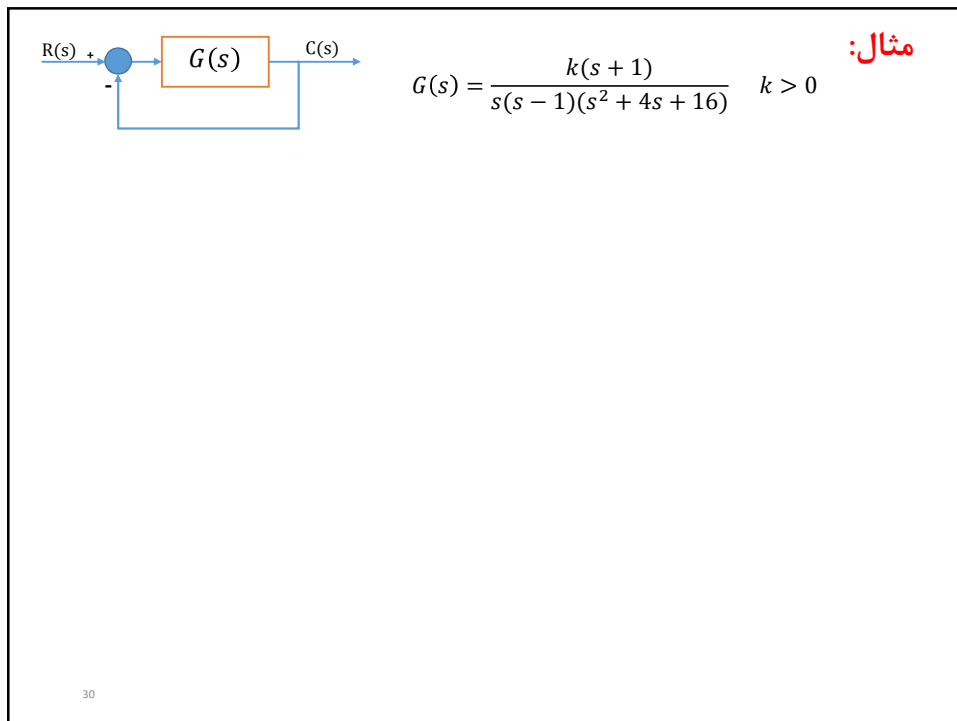 مثال:
R(s) + - G(s) C(s)
G(s) = k(s + 1) / s(s − 1)(s² + 4s + 16) k > 0
30